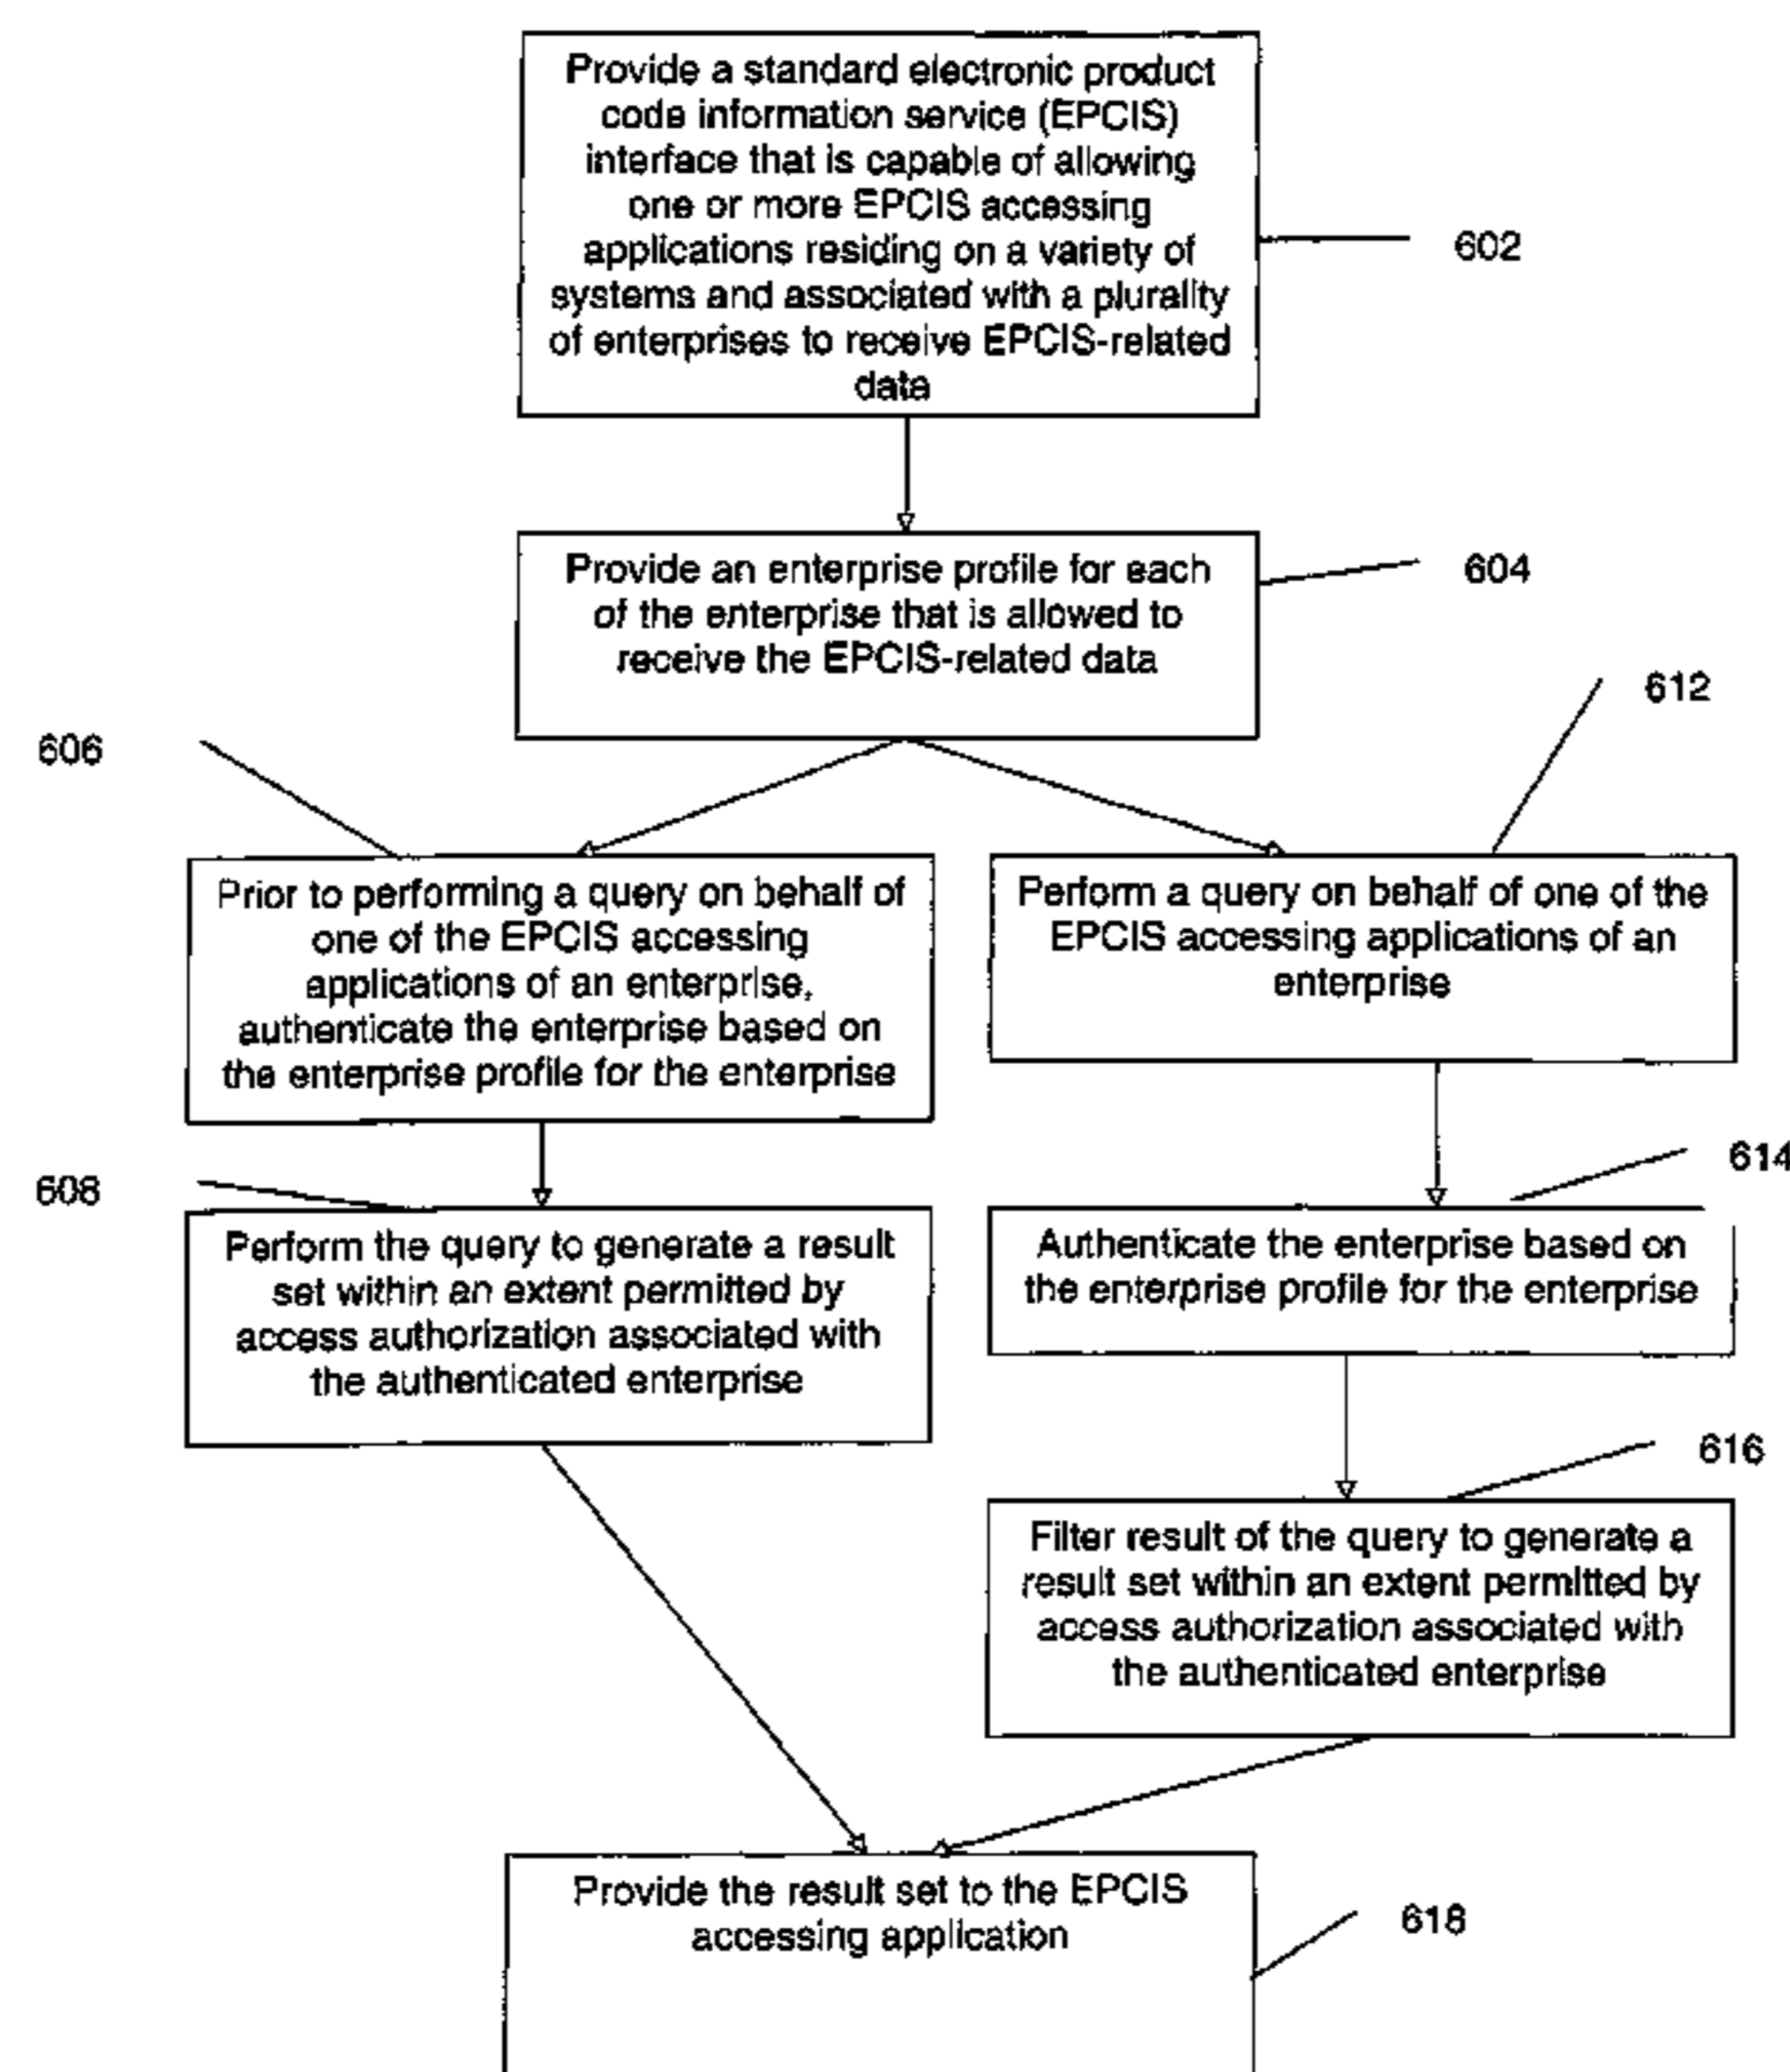 Provide a standard electronic product
code information service (EPCIS)
interface that is capable of allowing
one or more EPCIS accessing
applications residing on a variety of
systems and associated with a plurality
of enterprises to receive EPCIS-related
data
602
Provide an enterprise profile for each
of the enterprise that is allowed to
receive the EPCIS-related data
604
612
606
Prior to performing a query on behalf of
one of the EPCIS accessing
applications of an enterprise,
authenticate the enterprise based on
the enterprise profile for the enterprise
Perform a query on behalf of one of the
EPCIS accessing applications of an
enterprise
614
608
Perform the query to generate a result
set within an extent permitted by
access authorization associated with
the authenticated enterprise
Authenticate the enterprise based on
the enterprise profile for the enterprise
616
Filter result of the query to generate a
result set within an extent permitted by
access authorization associated with
the authenticated enterprise
Provide the result set to the EPCIS
accessing application
618